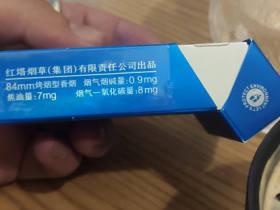 红塔烟草(集团)有限责任公司出品
84mm烤烟型香烟 烟气烟碱量:0.9mg
焦油量:7mg 烟气一氧化碳量:8mg